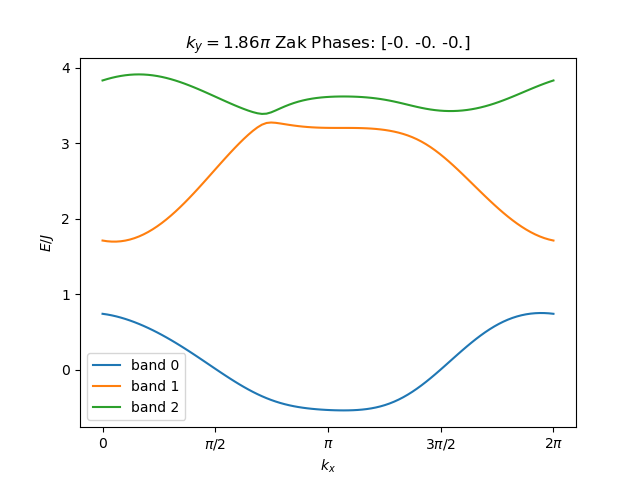 k_y = 1.86π Zak Phases: [-0. -0. -0.]
4
3
2
1
0
E/J
band 0
band 1
band 2
0 π/2 π 3π/2 2π
k_x